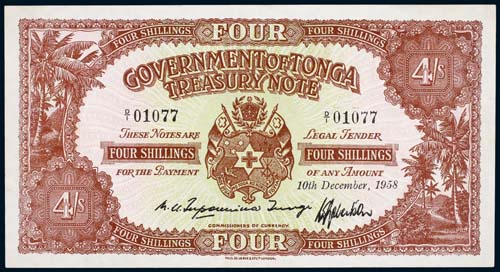 FOUR
FOUR SHILLINGS FOUR SHILLINGS
GOVERNMENT OF TONGA
TREASURY NOTE
4/s
D/1 01077 D/1 01077
THESE NOTES ARE LEGAL TENDER
FOUR SHILLINGS FOUR SHILLINGS
FOR THE PAYMENT OF ANY AMOUNT
10th December, 1958
4/s
COMMISSIONERS OF CURRENCY.
FOUR SHILLINGS FOUR SHILLINGS
FOUR